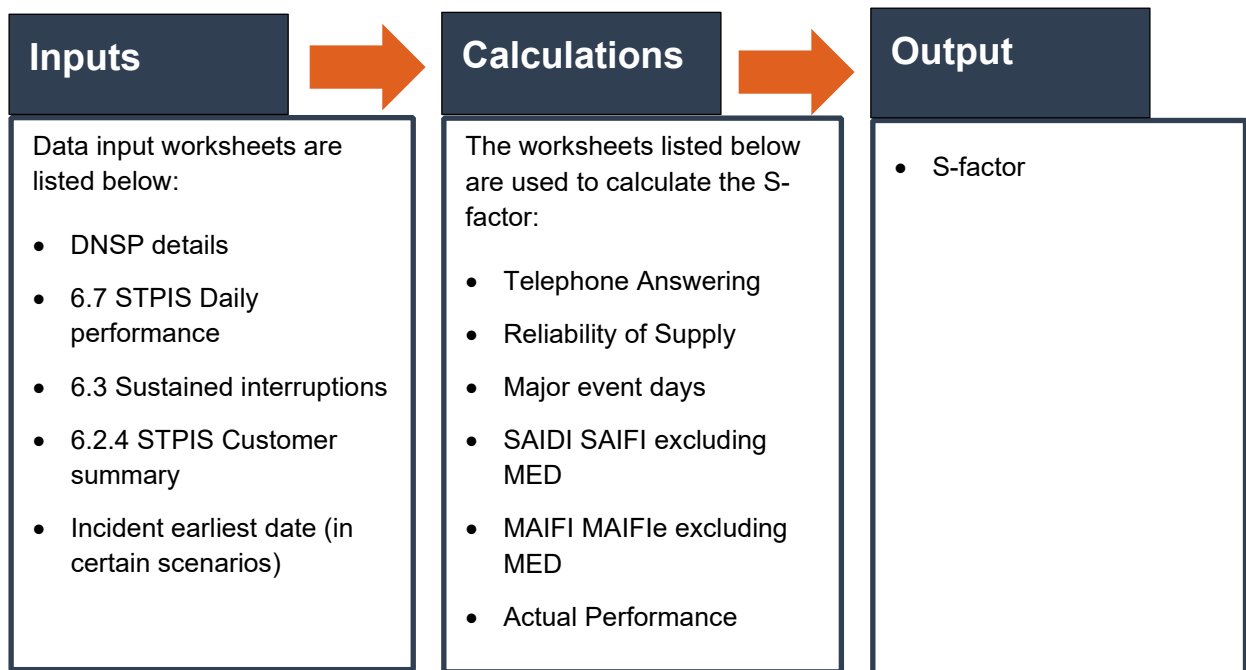 Inputs
Data input worksheets are
listed below:
• DNSP details
• 6.7 STPIS Daily
performance
• 6.3 Sustained interruptions
• 6.2.4 STPIS Customer
summary
• Incident earliest date (in
certain scenarios)
Calculations
The worksheets listed below
are used to calculate the S-
factor:
• Telephone Answering
• Reliability of Supply
• Major event days
• SAIDI SAIFI excluding
MED
• MAIFI MAIFIe excluding
MED
• Actual Performance
Output
• S-factor